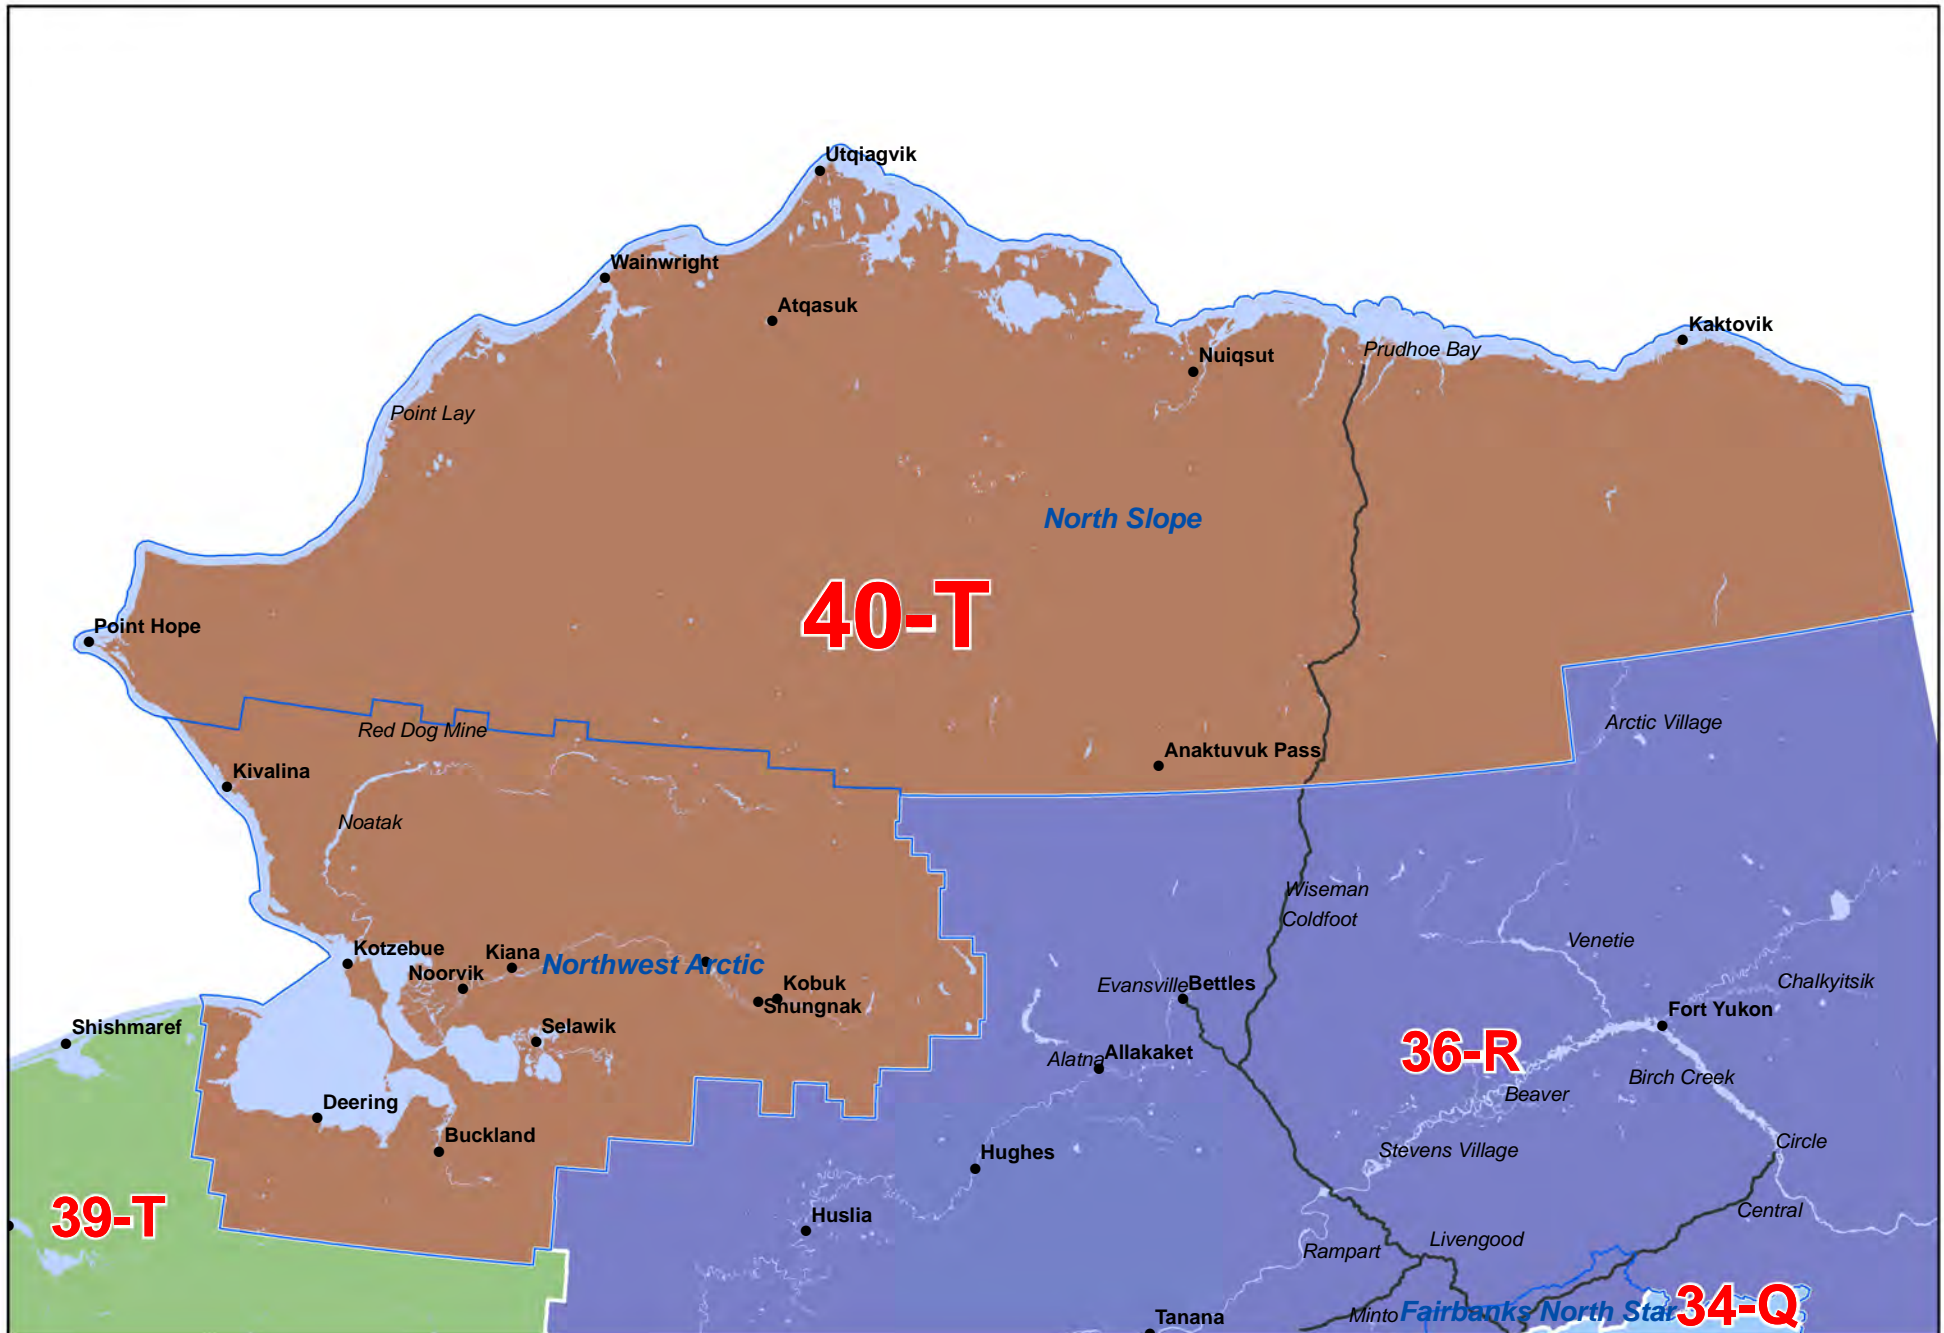 Utqiagvik
Wainwright
Atqasuk
Kaktovik
Prudhoe Bay
Nuiqsut
Point Lay
North Slope
40-T
Point Hope
Arctic Village
Red Dog Mine
Anaktuvuk Pass
Kivalina
Noatak
Wiseman
Coldfoot
Venetie
Kotzebue
Kiana
Northwest Arctic
Noorvik
Kobuk
Shungnak
Evansville
Bettles
Chalkyitsik
Fort Yukon
Shishmaref
Selawik
36-R
Alatna
Allakaket
Birch Creek
Beaver
Deering
Buckland
Circle
Stevens Village
Hughes
39-T
Huslia
Central
Livengood
Rampart
Tanana
Minto
Fairbanks North Star
34-Q